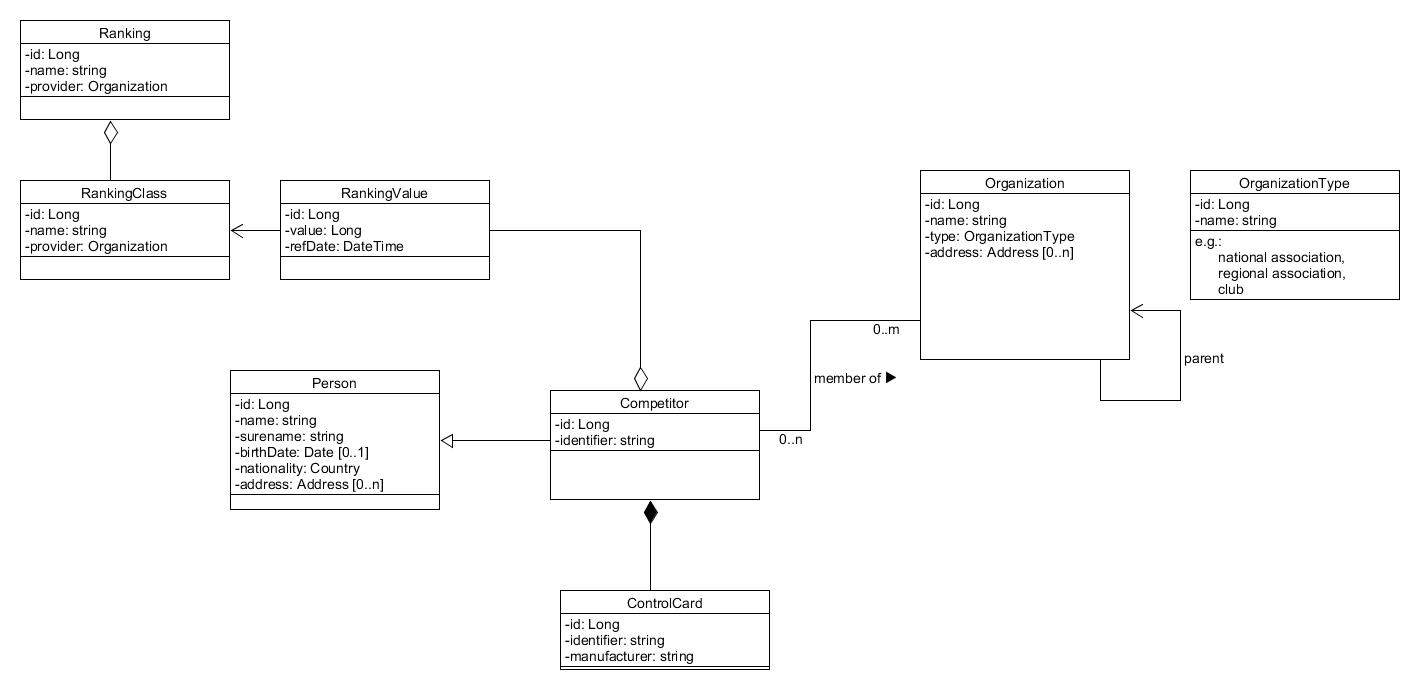 Ranking
-id: Long
-name: string
-provider: Organization
RankingClass
-id: Long
-name: string
-provider: Organization
RankingValue
-id: Long
-value: Long
-refDate: DateTime
Organization
-id: Long
-name: string
-type: OrganizationType
-address: Address [0..n]
OrganizationType
-id: Long
-name: string
e.g.:
national association,
regional association,
club
0..m
member of ▶
parent
Person
-id: Long
-name: string
-surename: string
-birthDate: Date [0..1]
-nationality: Country
-address: Address [0..n]
Competitor
-id: Long
-identifier: string
0..n
ControlCard
-id: Long
-identifier: string
-manufacturer: string